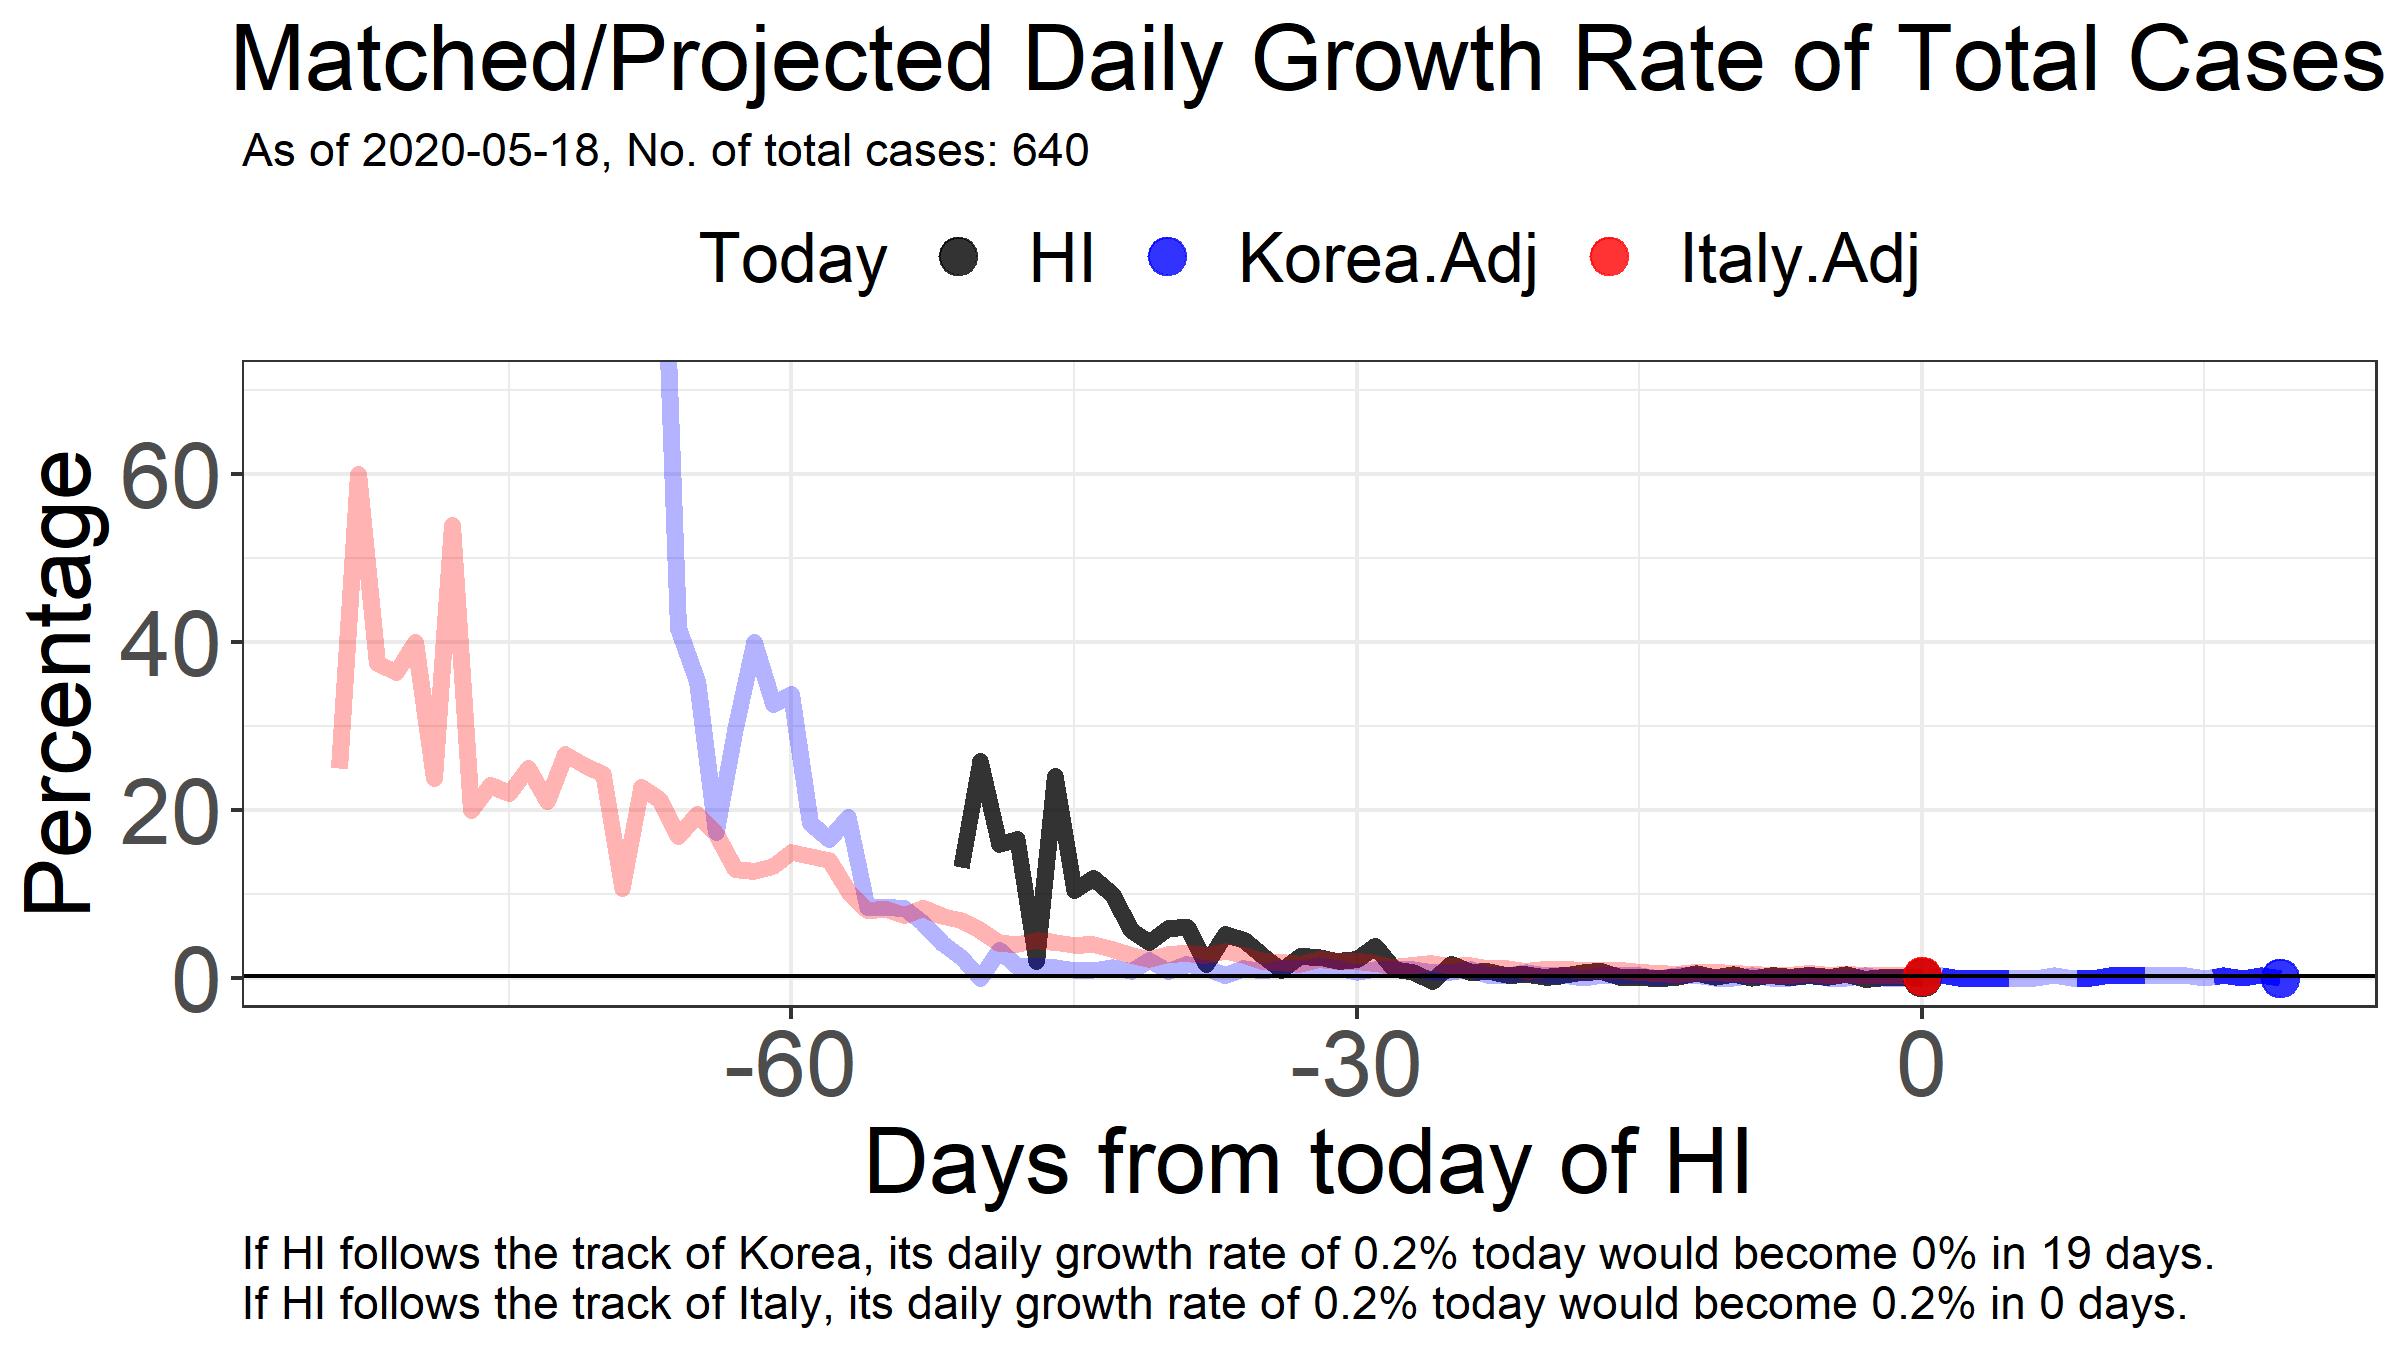 Matched/Projected Daily Growth Rate of Total Cases
As of 2020-05-18, No. of total cases: 640
Today HI Korea.Adj Italy.Adj
Percentage
60
40
20
0
-60 -30 0
Days from today of HI
If HI follows the track of Korea, its daily growth rate of 0.2% today would become 0% in 19 days.
If HI follows the track of Italy, its daily growth rate of 0.2% today would become 0.2% in 0 days.